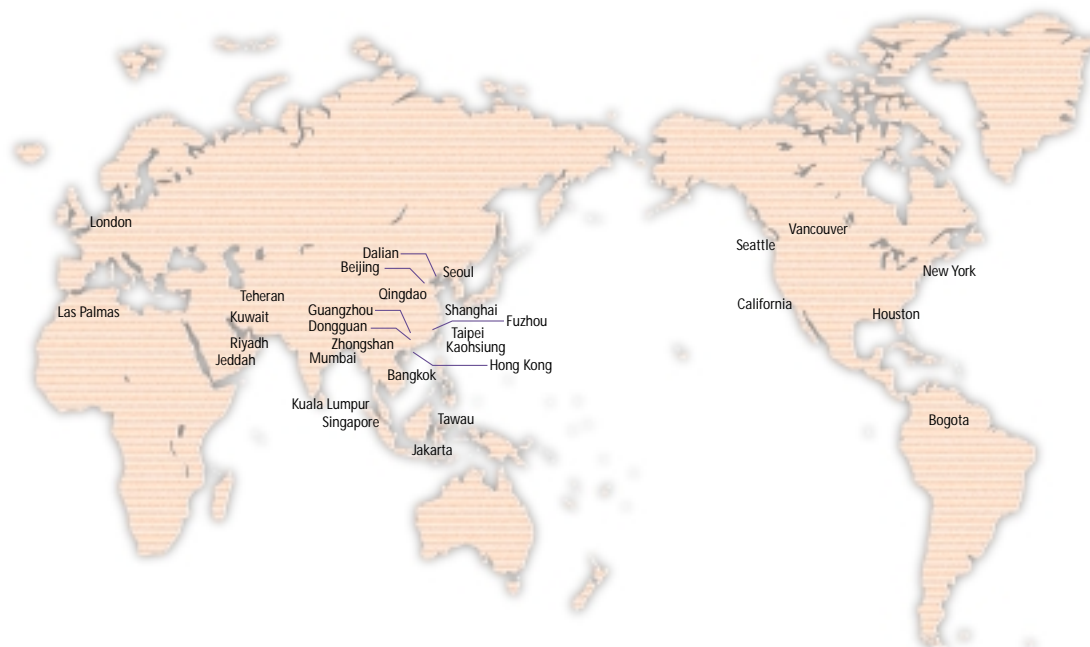 London
Vancouver
Seattle
Dalian
Beijing
Seoul
New York
Qingdao
Teheran
California
Las Palmas
Guangzhou
Shanghai
Houston
Kuwait
Fuzhou
Dongguan
Taipei
Riyadh
Zhongshan
Kaohsiung
Jeddah
Mumbai
Hong Kong
Bangkok
Kuala Lumpur
Singapore
Tawau
Bogota
Jakarta